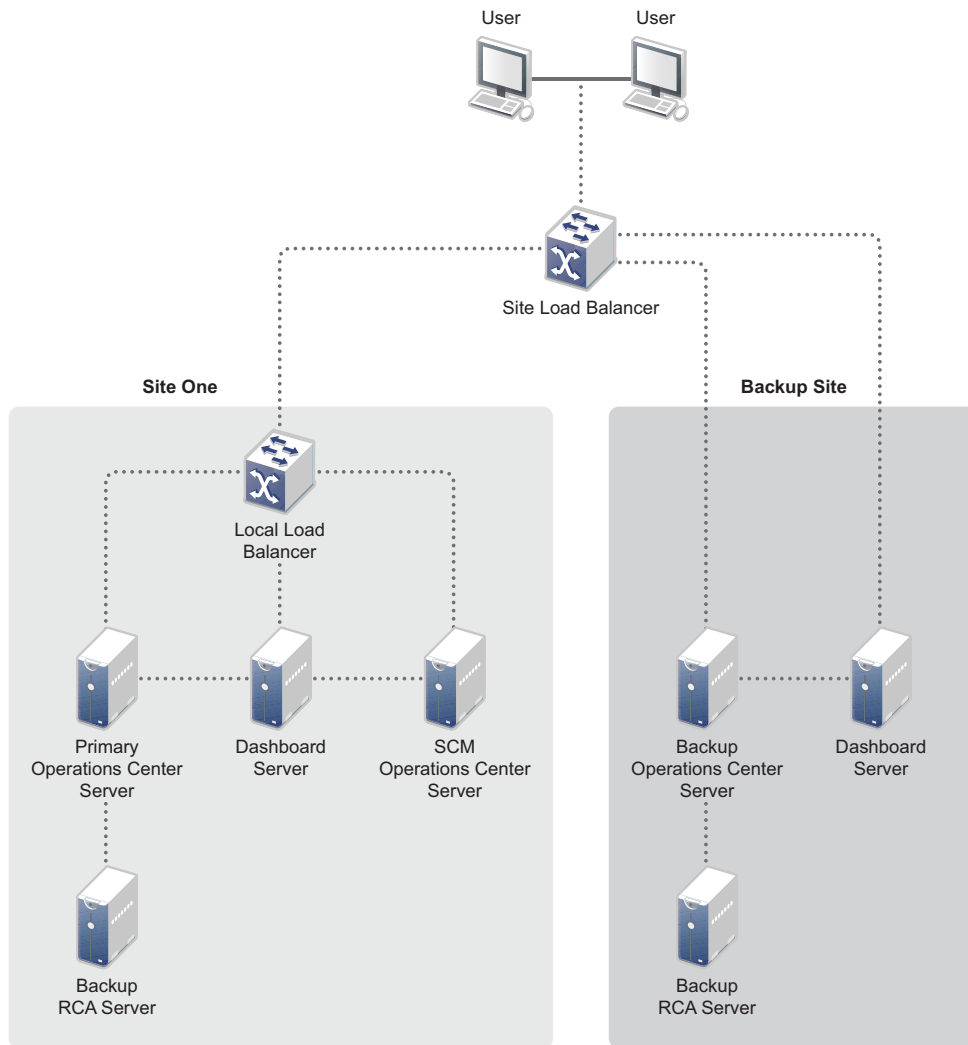 User
User
Site Load Balancer
Site One
Backup Site
Local Load
Balancer
Primary
Operations Center
Server
Dashboard
Server
SCM
Operations Center
Server
Backup
Operations Center
Server
Dashboard
Server
Backup
RCA Server
Backup
RCA Server